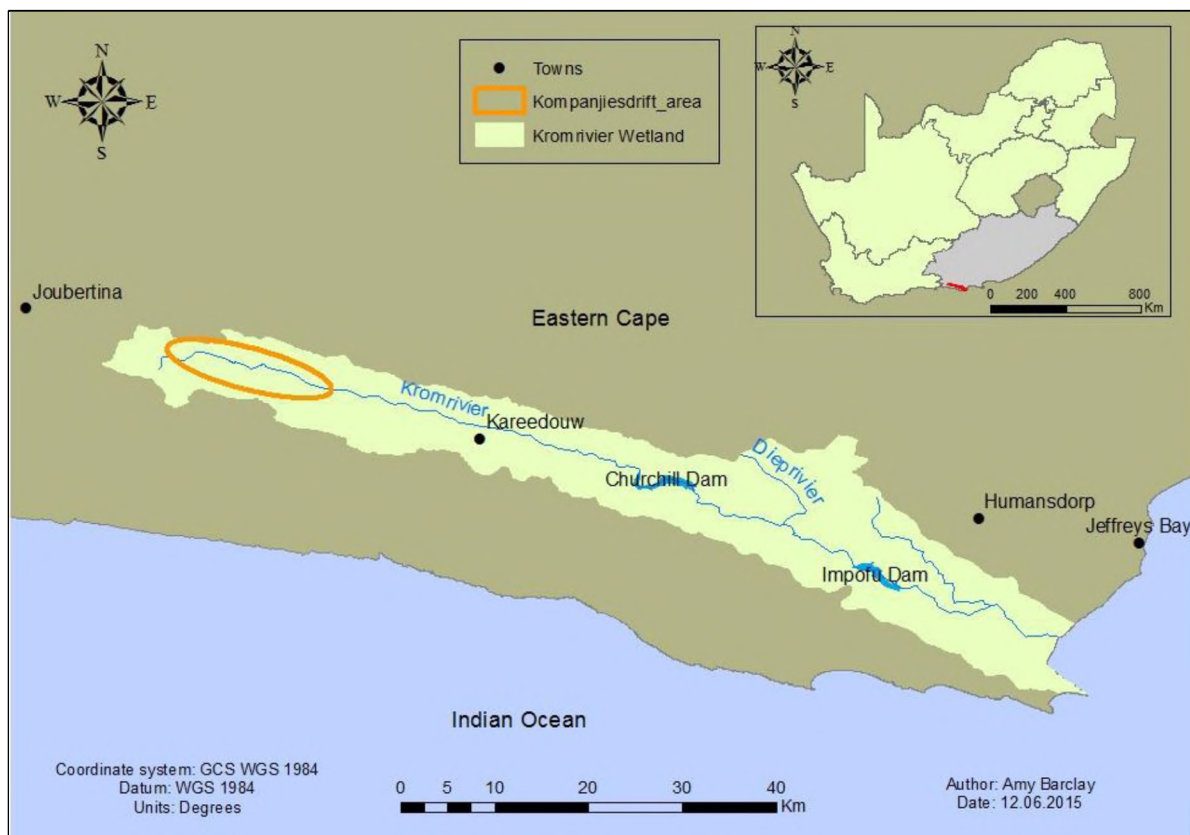 N
W E
S
Towns
Kompanjiesdrift_area
Kromrivier Wetland
N
W E
S
0 200 400 800
Km
Joubertina
Eastern Cape
Kromrivier
Kareedouw
Dieprivier
Churchill Dam
Humansdorp
Jeffreys Bay
Impofu Dam
Indian Ocean
Coordinate system: GCS WGS 1984
Datum: WGS 1984
Units: Degrees
0 5 10 20 30 40
Km
Author: Amy Barclay
Date: 12.06.2015